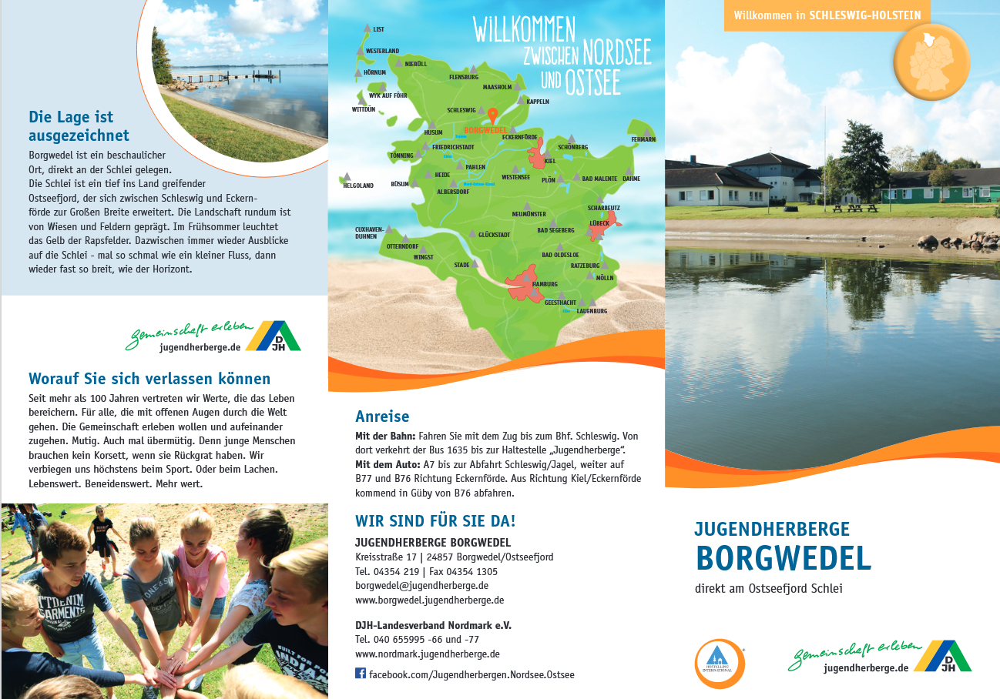 Die Lage ist
ausgezeichnet
Borgwedel ist ein beschaulicher
Ort, direkt an der Schlei gelegen.
Die Schlei ist ein tief ins Land greifender
Ostseefjord, der sich zwischen Schleswig und Eckern-
förde zur Großen Breite erweitert. Die Landschaft rundum ist
von Wiesen und Feldern geprägt. Im Frühsommer leuchtet
das Gelb der Rapsfelder. Dazwischen immer wieder Ausblicke
auf die Schlei - mal so schmal wie ein kleiner Fluss, dann
wieder fast so breit, wie der Horizont.
gemeinschaft erleben
jugendherberge.de
DJH
Worauf Sie sich verlassen können
Seit mehr als 100 Jahren vertreten wir Werte, die das Leben
bereichern. Für alle, die mit offenen Augen durch die Welt
gehen. Die Gemeinschaft erleben wollen und aufeinander
zugehen. Mutig. Auch mal übermütig. Denn junge Menschen
brauchen kein Korsett, wenn sie Rückgrat haben. Wir
verbiegen uns höchstens beim Sport. Oder beim Lachen.
Lebenswert. Beneidenswert. Mehr wert.
WILLKOMMEN
ZWISCHEN NORDSEE
UND OSTSEE
LIST
WESTERLAND
HÖRNUM
NIEBÜLL
WYK AUF FÖHR
WITTDÜN
FLENSBURG
MAASHOLM
KAPPELN
SCHLESWIG
BORGWEDEL
ECKERNFÖRDE
HUSUM
FRIEDRICHSTADT
TÖNNING
SCHÖNBERG
FEHMARN
KIEL
PAHLEN
HEIDE
WESTENSEE
PLÖN
BAD MALENTE
DAHME
HELGOLAND
BÜSUM
ALBERSDORF
Nord-Ostsee-Kanal
NEUMÜNSTER
SCHARBEUTZ
LÜBECK
CUXHAVEN-
DUHNEN
GLÜCKSTADT
BAD SEGEBERG
OTTERNDORF
WINGST
BAD OLDESLOE
STADE
RATZEBURG
MÖLLN
HAMBURG
GEESTHACHT
LAUENBURG
Anreise
Mit der Bahn: Fahren Sie mit dem Zug bis zum Bhf. Schleswig. Von
dort verkehrt der Bus 1635 bis zur Haltestelle „Jugendherberge“.
Mit dem Auto: A7 bis zur Abfahrt Schleswig/Jagel, weiter auf
B77 und B76 Richtung Eckernförde. Aus Richtung Kiel/Eckernförde
kommend in Güby von B76 abfahren.
WIR SIND FÜR SIE DA!
JUGENDHERBERGE BORGWEDEL
Kreisstraße 17 | 24857 Borgwedel/Ostseefjord
Tel. 04354 219 | Fax 04354 1305
borgwedel@jugendherberge.de
www.borgwedel.jugendherberge.de
DJH-Landesverband Nordmark e.V.
Tel. 040 655995 -66 und -77
www.nordmark.jugendherberge.de
facebook.com/Jugendherbergen.Nordsee.Ostsee
Willkommen in SCHLESWIG-HOLSTEIN
JUGENDHERBERGE
BORGWEDEL
direkt am Ostseefjord Schlei
HOSTELLING
INTERNATIONAL
gemeinschaft erleben
jugendherberge.de
DJH